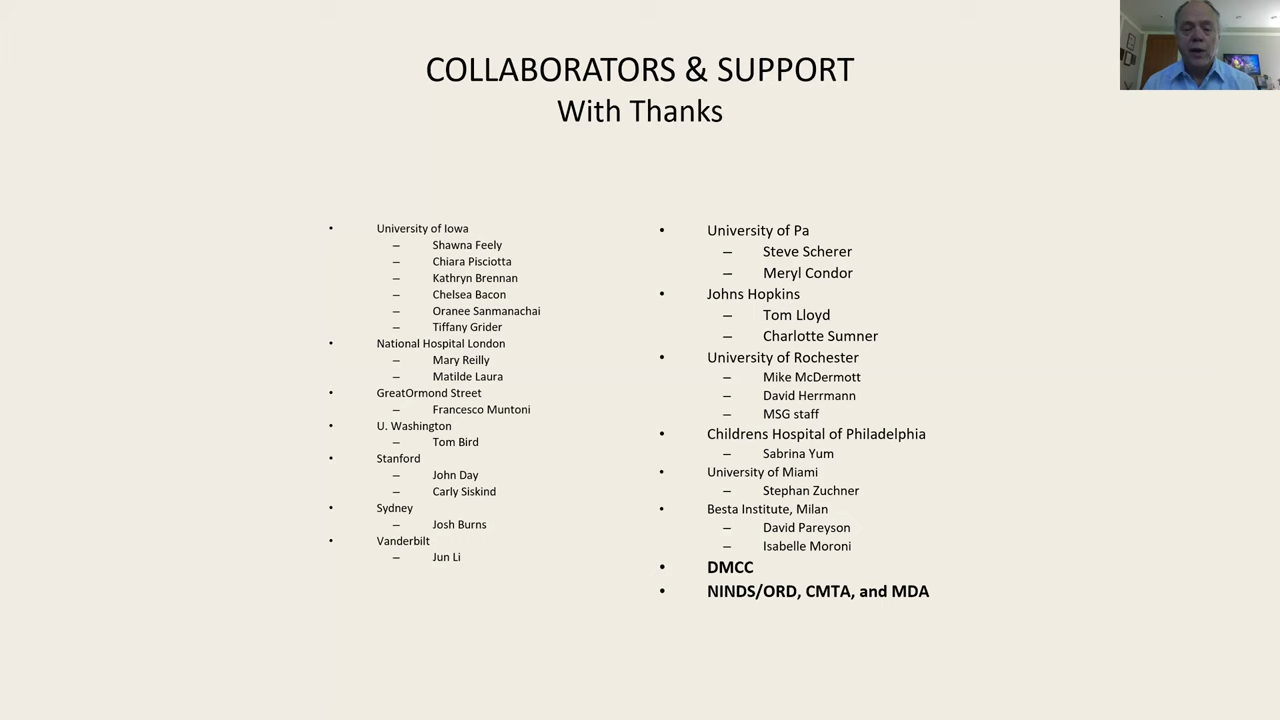 COLLABORATORS & SUPPORT
With Thanks
• University of Iowa
– Shawna Feely
– Chiara Pisciotta
– Kathryn Brennan
– Chelsea Bacon
– Oranee Sanmanachai
– Tiffany Grider
• National Hospital London
– Mary Reilly
– Matilde Laura
• GreatOrmond Street
– Francesco Muntoni
• U. Washington
– Tom Bird
• Stanford
– John Day
– Carly Siskind
• Sydney
– Josh Burns
• Vanderbilt
– Jun Li
• University of Pa
– Steve Scherer
– Meryl Condor
• Johns Hopkins
– Tom Lloyd
– Charlotte Sumner
• University of Rochester
– Mike McDermott
– David Herrmann
– MSG staff
• Childrens Hospital of Philadelphia
– Sabrina Yum
• University of Miami
– Stephan Zuchner
• Besta Institute, Milan
– David Pareyson
– Isabelle Moroni
• DMCC
• NINDS/ORD, CMTA, and MDA